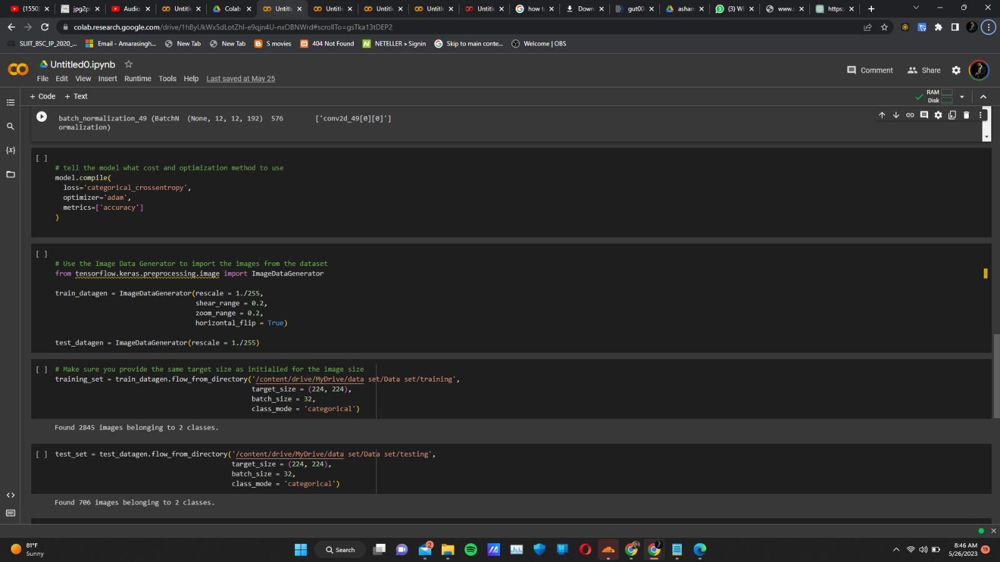 (1550)
jpg2p
Audio
Untitle
Colab
Untitle
Untitle
Untitle
Untitle
Untitle
how t
Down
gut00
ashan
(3) W
www.
https:
colab.research.google.com/drive/1hByUkWx5dLotZhI-e9qjn4U-nxOBNWrd#scrollTo=gsTka13tDEP2
SLIIT_BSC_IP_2020_...
Email - Amarasingh...
New Tab
New Tab
S movies
404 Not Found
NETELLER » Signin
Skip to main conte...
Welcome | OBS
Untitled0.ipynb
Comment
Share
File Edit View Insert Runtime Tools Help Last saved at May 25
+ Code + Text
RAM
Disk
batch_normalization_49 (BatchN (None, 12, 12, 192) 576 ['conv2d_49[0][0]']
ormalization)
[ ]
# tell the model what cost and optimization method to use
model.compile(
loss='categorical_crossentropy',
optimizer='adam',
metrics=['accuracy']
)
[ ]
# Use the Image Data Generator to import the images from the dataset
from tensorflow.keras.preprocessing.image import ImageDataGenerator
train_datagen = ImageDataGenerator(rescale = 1./255,
shear_range = 0.2,
zoom_range = 0.2,
horizontal_flip = True)
test_datagen = ImageDataGenerator(rescale = 1./255)
[ ] # Make sure you provide the same target size as initialied for the image size
training_set = train_datagen.flow_from_directory('/content/drive/MyDrive/data set/Data set/training',
target_size = (224, 224),
batch_size = 32,
class_mode = 'categorical')
Found 2845 images belonging to 2 classes.
[ ] test_set = test_datagen.flow_from_directory('/content/drive/MyDrive/data set/Data set/testing',
target_size = (224, 224),
batch_size = 32,
class_mode = 'categorical')
Found 706 images belonging to 2 classes.
81°F
Sunny
Search
2
8:46 AM
5/26/2023
19